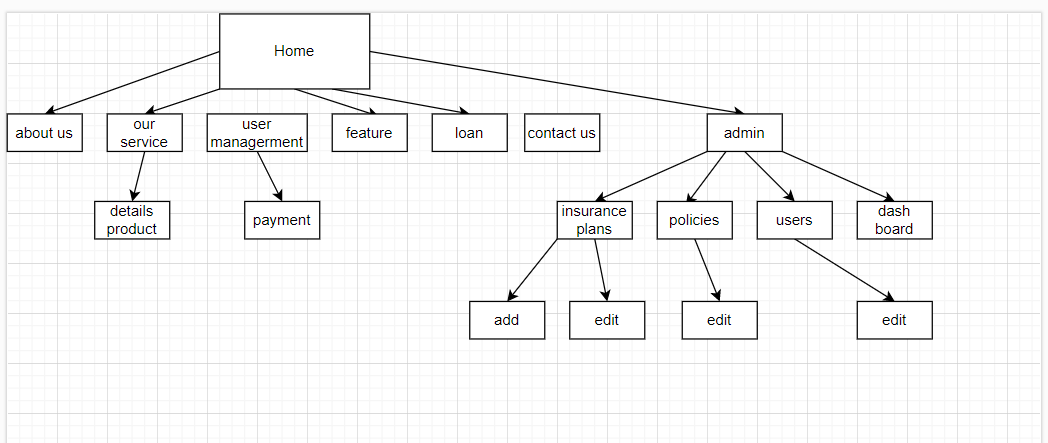 Home
about us
our
service
user
managerment
feature
loan
contact us
admin
details
product
payment
insurance
plans
policies
users
dash
board
add
edit
edit
edit